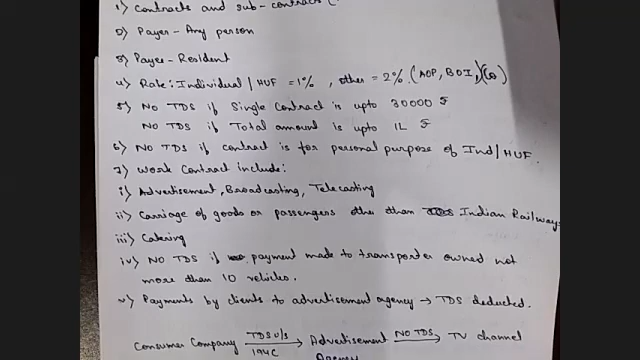 1) Contracts and sub-contracts (
2) Payer - Any person
3) Payee - Resident
4) Rate: Individual / HUF = 1% , other = 2% (AOP, BOI, Co)
5) NO TDS if Single Contract is upto 30000 ₹
NO TDS if Total amount is upto 1L ₹
6) NO TDS if contract is for personal purpose of Ind/HUF.
7) Work Contract include:
i) Advertisement, Broadcasting, Telecasting
ii) Carriage of goods or passengers other than Indian Railways
iii) Catering
iv) NO TDS if payment made to transporter owned not
more than 10 vehicles.
v) Payments by clients to advertisement agency → TDS deducted.
Consumer Company TDS u/s 194C → Advertisement NO TDS → TV channel
Agency